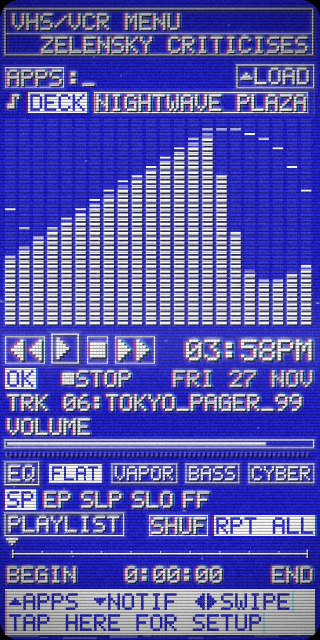 VHS/VCR MENU
ZELENSKY CRITICISES
APPS:_ LOAD
DECK NIGHTWAVE PLAZA
03:58PM
OK STOP FRI 27 NOV
TRK 06:TOKYO_PAGER_99
VOLUME
EQ FLAT VAPOR BASS CYBER
SP EP SLP SLO FF
PLAYLIST SHUF RPT ALL
BEGIN 0:00:00 END
APPS NOTIF SWIPE
TAP HERE FOR SETUP